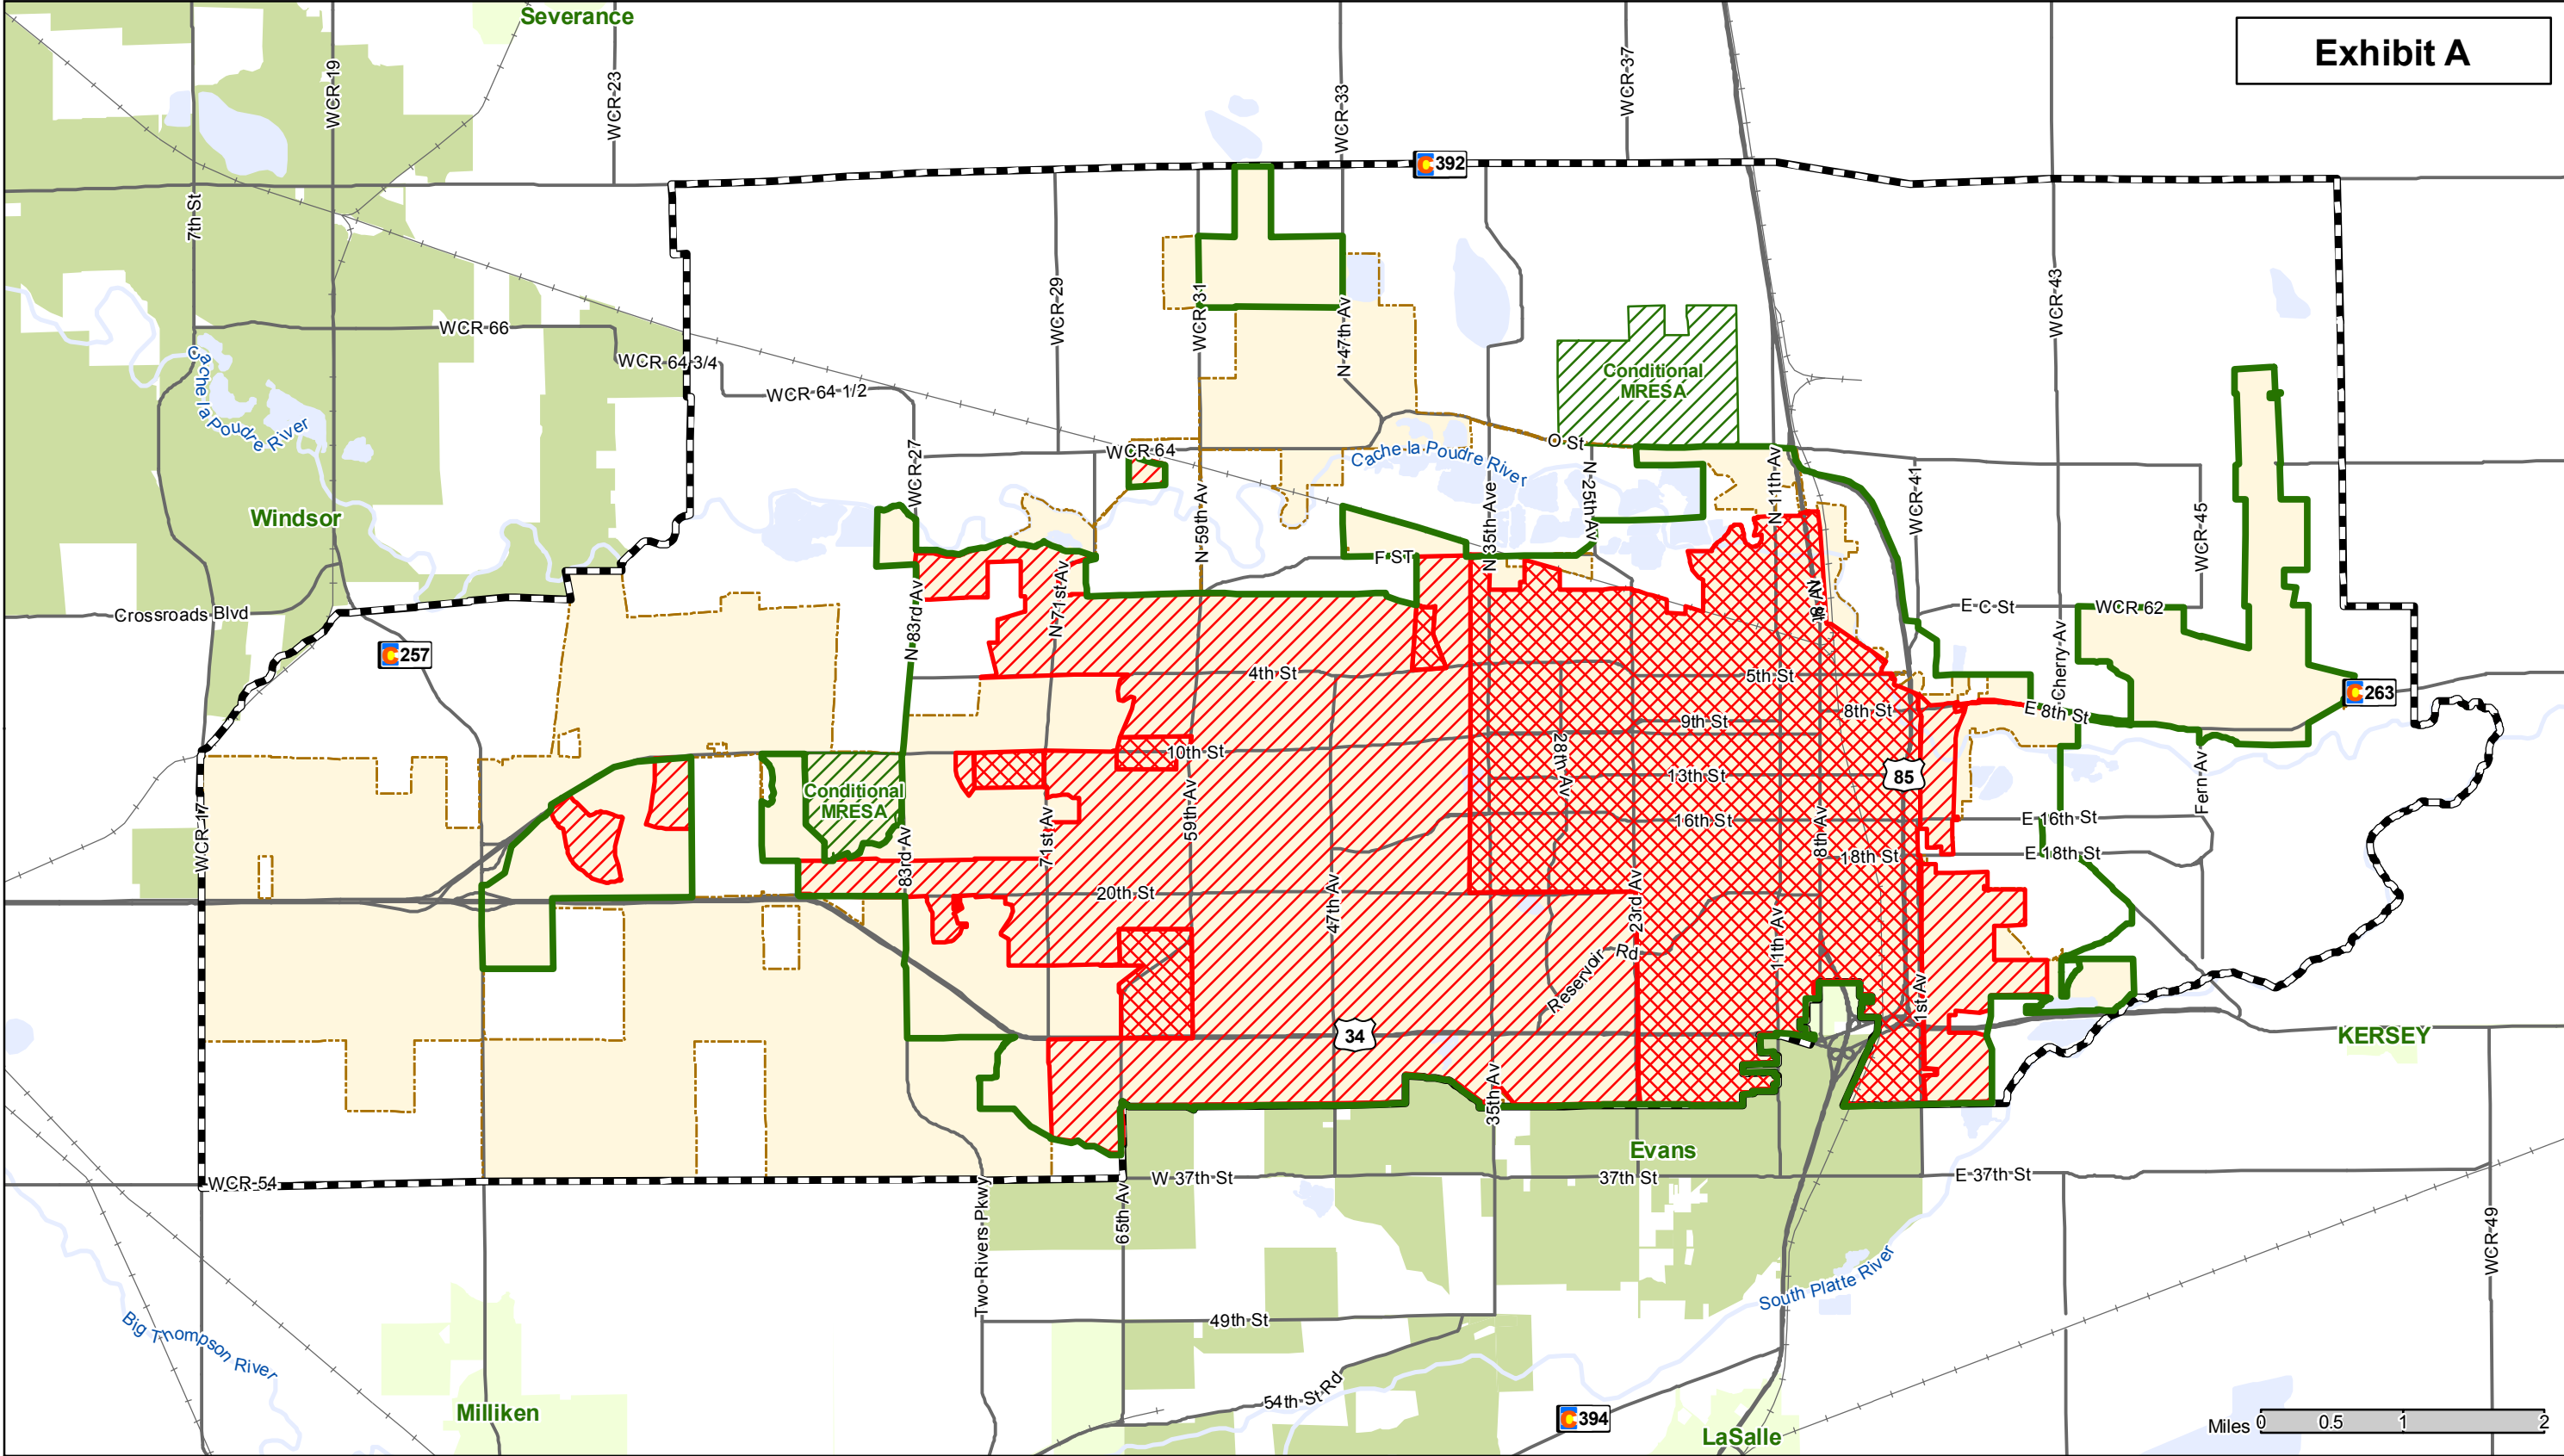 Severance
Exhibit A
WCR-19
WCR-23
WCR-33
WCR-37
392
7th St
WCR-66
WCR 64 3/4
WCR 64 1/2
WCR-29
WCR-31
N-47th Av
WCR-43
Conditional
MRESA
Cache la Poudre River
WCR-27
WCR-64
O St
Cache la Poudre River
N-59th Av
N-35th Ave
N-25th Av
N-11th Av
WCR-41
WCR-45
Windsor
F-ST
Crossroads Blvd
N-83rd Av
N-71st Av
E-C-St
WCR-62
257
4th St
5th St
Cherry-Av
263
8th St
E 8th St
9th St
10th St
28th Av
13th St
85
Conditional
MRESA
WCR-17
59th Av
71st Av
83rd Av
16th St
8th Av
E-16th-St
Fern-Av
18th St
E-18th-St
20th St
47th Av
23rd Av
11th Av
Reservoir Rd
1st Av
34
KERSEY
35th Av
Evans
WCR-54
W 37th St
37th St
E-37th-St
Two-Rivers-Pkwy
65th Av
WCR-49
South Platte River
49th-St
Big Thompson River
54th-St-Rd
Milliken
394
LaSalle
Miles 0 0.5 1 2